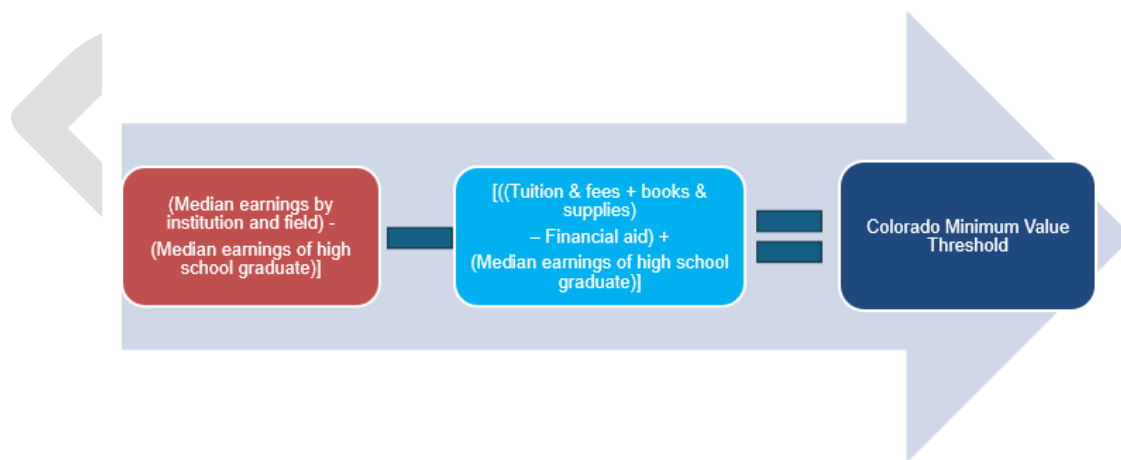 (Median earnings by
institution and field) -
(Median earnings of high
school graduate)]
[((Tuition & fees + books &
supplies)
– Financial aid) +
(Median earnings of high school
graduate)]
Colorado Minimum Value
Threshold